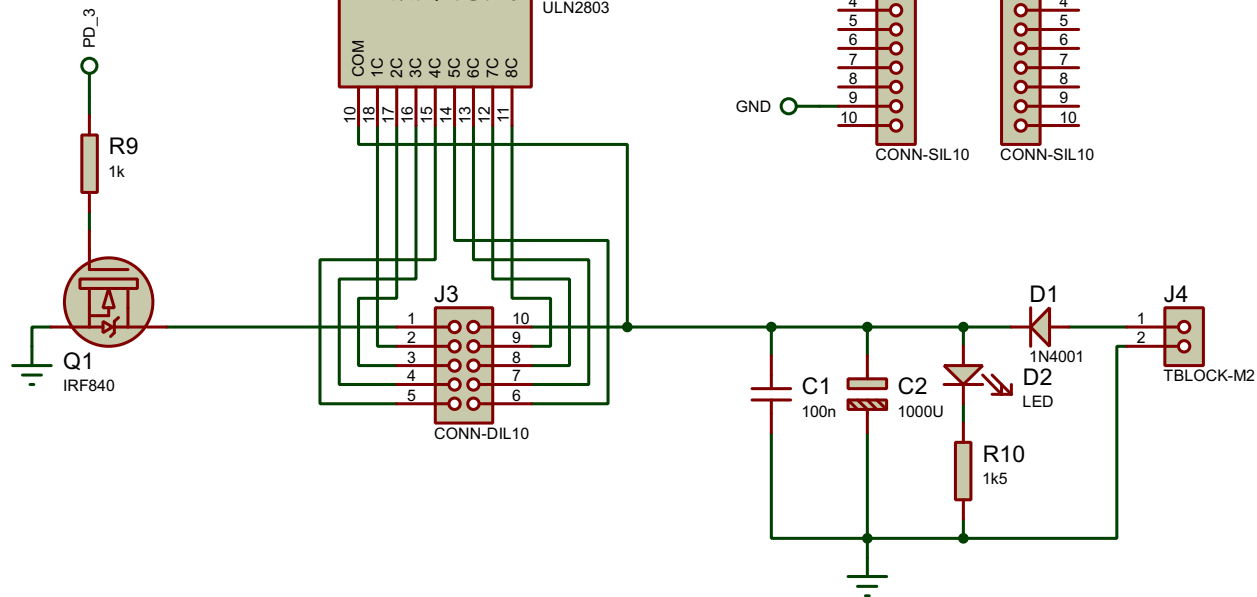 PD_3
R9
1k
Q1
IRF840
ULN2803
COM
1C
2C
3C
4C
5C
6C
7C
8C
10
18
17
16
15
14
13
12
11
J3
1
2
3
4
5
10
9
8
7
6
CONN-DIL10
GND
4
5
6
7
8
9
10
CONN-SIL10
4
5
6
7
8
9
10
CONN-SIL10
C1
100n
C2
1000U
D1
1N4001
D2
LED
R10
1k5
J4
1
2
TBLOCK-M2